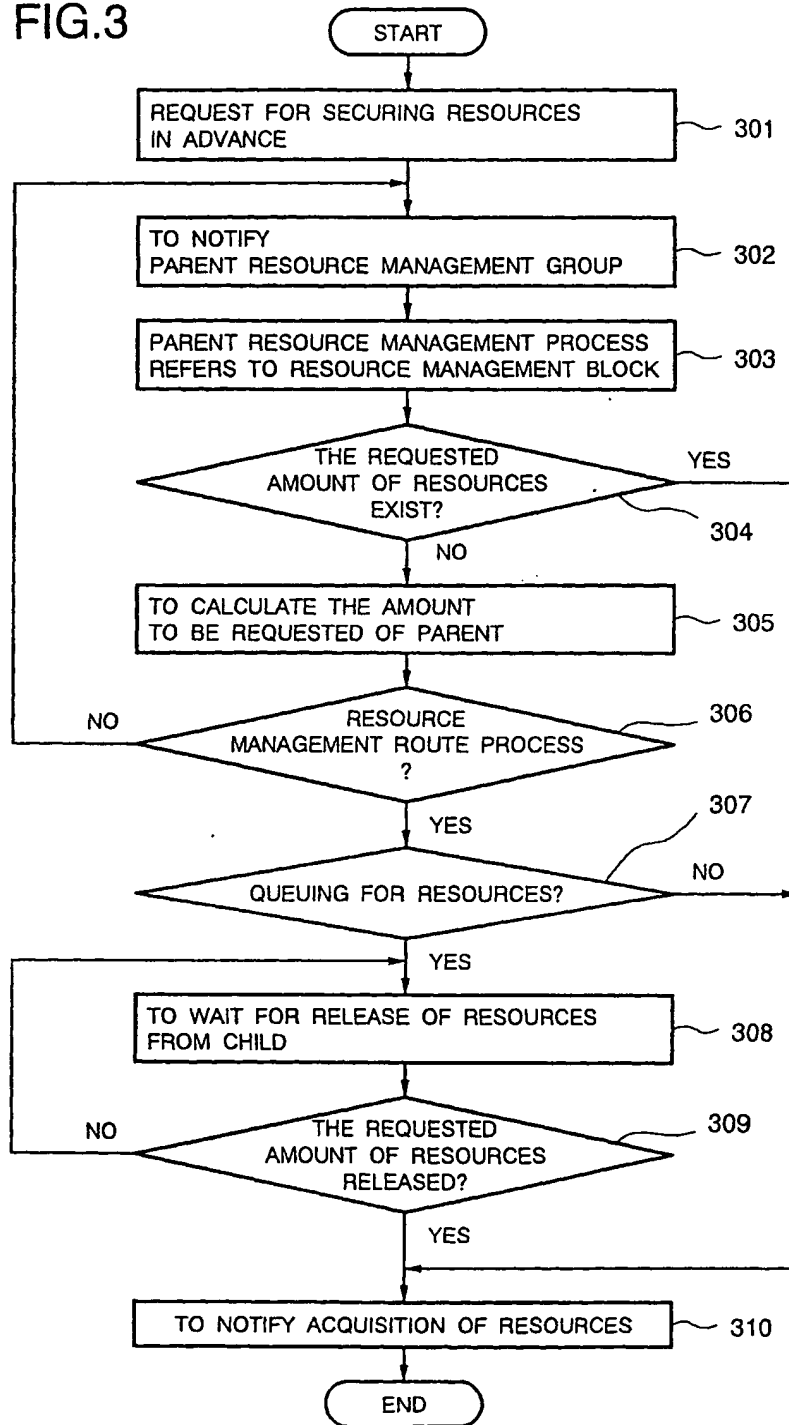 FIG.3
START
REQUEST FOR SECURING RESOURCES
IN ADVANCE
301
TO NOTIFY
PARENT RESOURCE MANAGEMENT GROUP
302
PARENT RESOURCE MANAGEMENT PROCESS
REFERS TO RESOURCE MANAGEMENT BLOCK
303
THE REQUESTED
AMOUNT OF RESOURCES
EXIST?
YES
304
NO
TO CALCULATE THE AMOUNT
TO BE REQUESTED OF PARENT
305
NO
RESOURCE
MANAGEMENT ROUTE PROCESS
?
306
YES
307
QUEUING FOR RESOURCES?
NO
YES
TO WAIT FOR RELEASE OF RESOURCES
FROM CHILD
308
NO
THE REQUESTED
AMOUNT OF RESOURCES
RELEASED?
309
YES
TO NOTIFY ACQUISITION OF RESOURCES
310
END